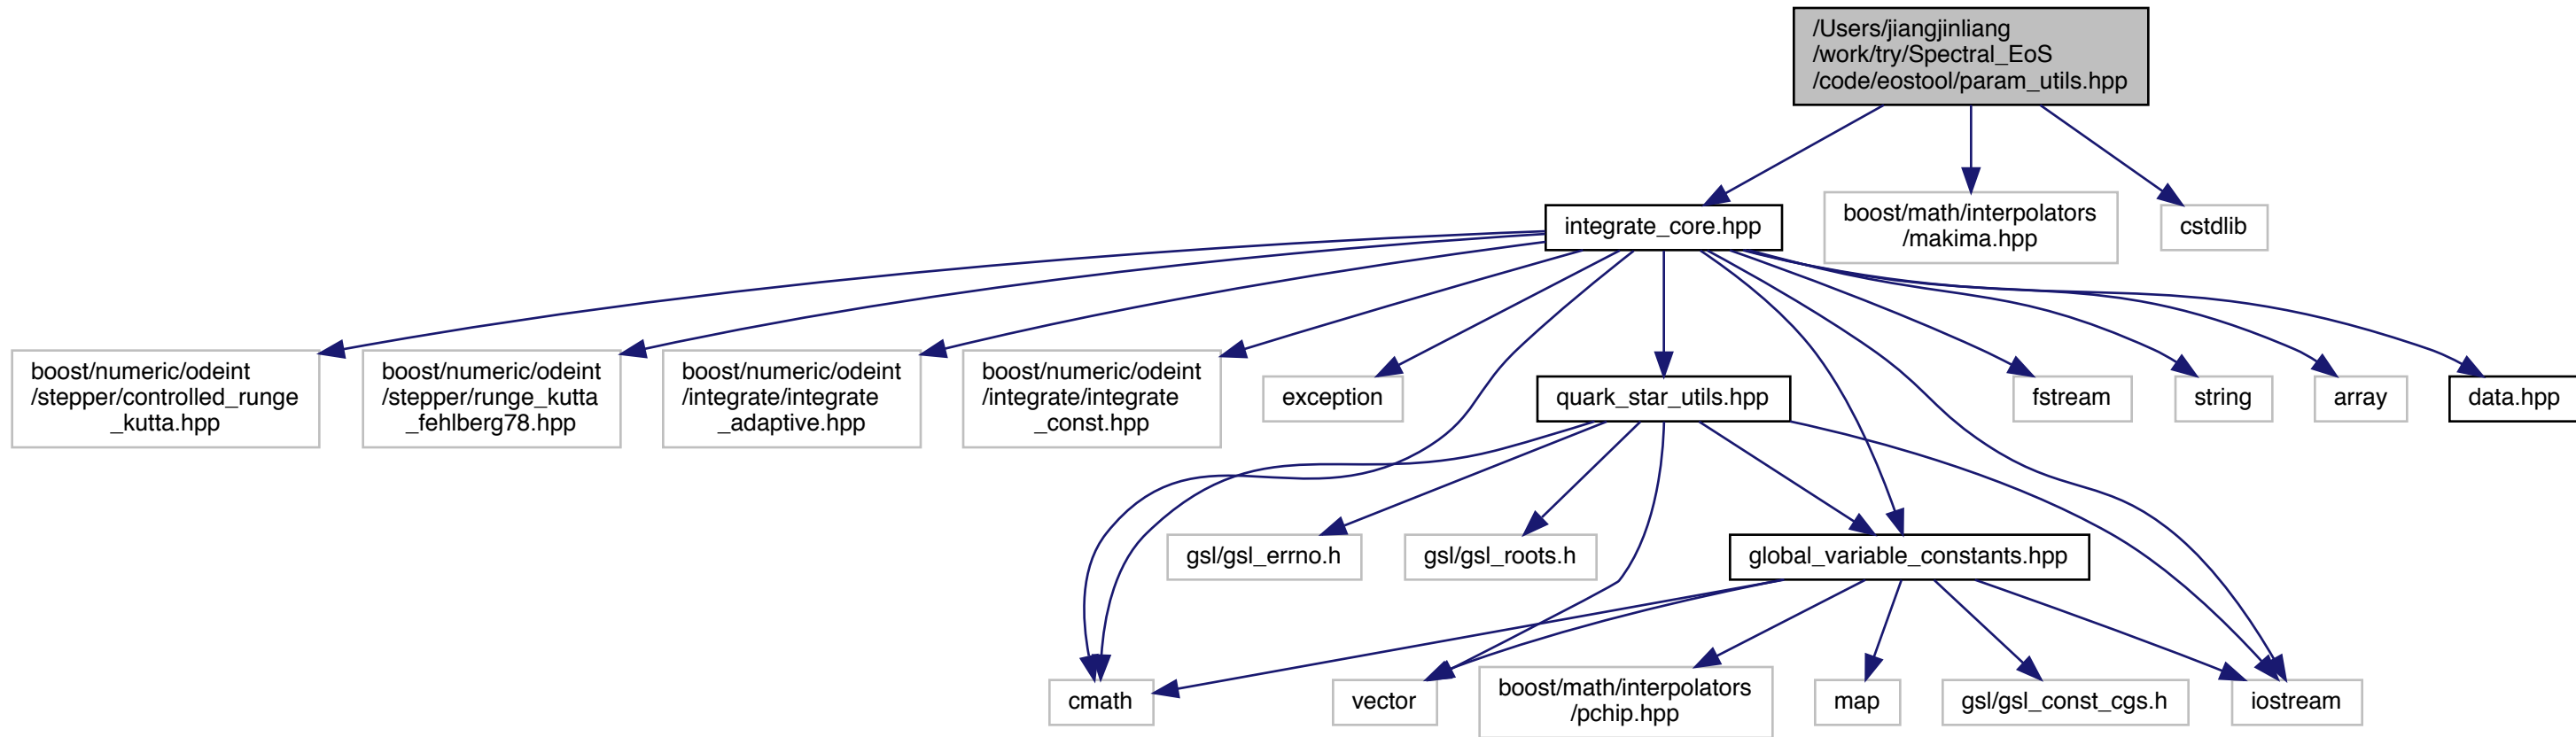 /Users/jiangjinliang
/work/try/Spectral_EoS
/code/eostool/param_utils.hpp
integrate_core.hpp
boost/math/interpolators
/makima.hpp
cstdlib
boost/numeric/odeint
/stepper/controlled_runge
_kutta.hpp
boost/numeric/odeint
/stepper/runge_kutta
_fehlberg78.hpp
boost/numeric/odeint
/integrate/integrate
_adaptive.hpp
boost/numeric/odeint
/integrate/integrate
_const.hpp
exception
quark_star_utils.hpp
fstream
string
array
data.hpp
gsl/gsl_errno.h
gsl/gsl_roots.h
global_variable_constants.hpp
cmath
vector
boost/math/interpolators
/pchip.hpp
map
gsl/gsl_const_cgs.h
iostream